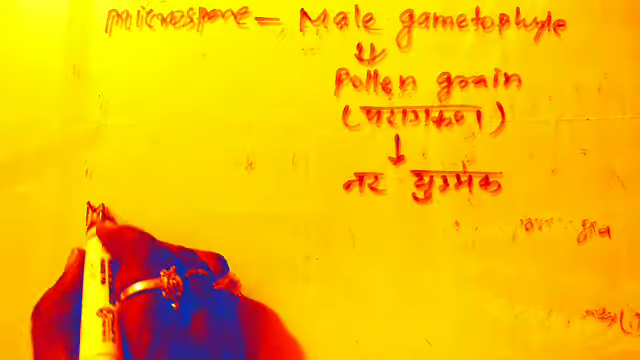 microspore = Male gametophyte
Pollen grain
(परागकण)
नर युग्मक